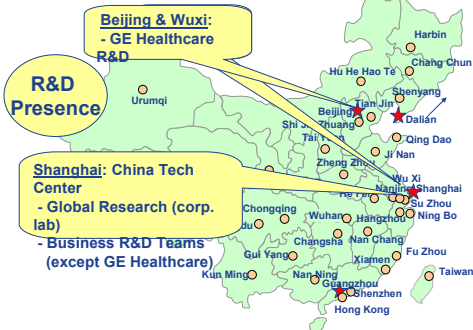 Beijing & Wuxi:
- GE Healthcare
R&D
R&D
Presence
Harbin
Chang Chun
Hu He Hao Te
Shenyang
Urumqi
Tian Jin
Beijing
Dalian
Shi Jia Zhuang
Qing Dao
Ji Nan
Zheng Zhou
Shanghai: China Tech
Center
- Global Research (corp.
lab)
- Business R&D Teams
(except GE Healthcare)
Wu Xi
Nanjing
Shanghai
He Fei
Su Zhou
Ning Bo
Chongqing
Wuhan
Hangzhou
Changsha
Nan Chang
Gui Yang
Fu Zhou
Xiamen
Kun Ming
Nan Ning
Guangzhou
Taiwan
Shenzhen
Hong Kong